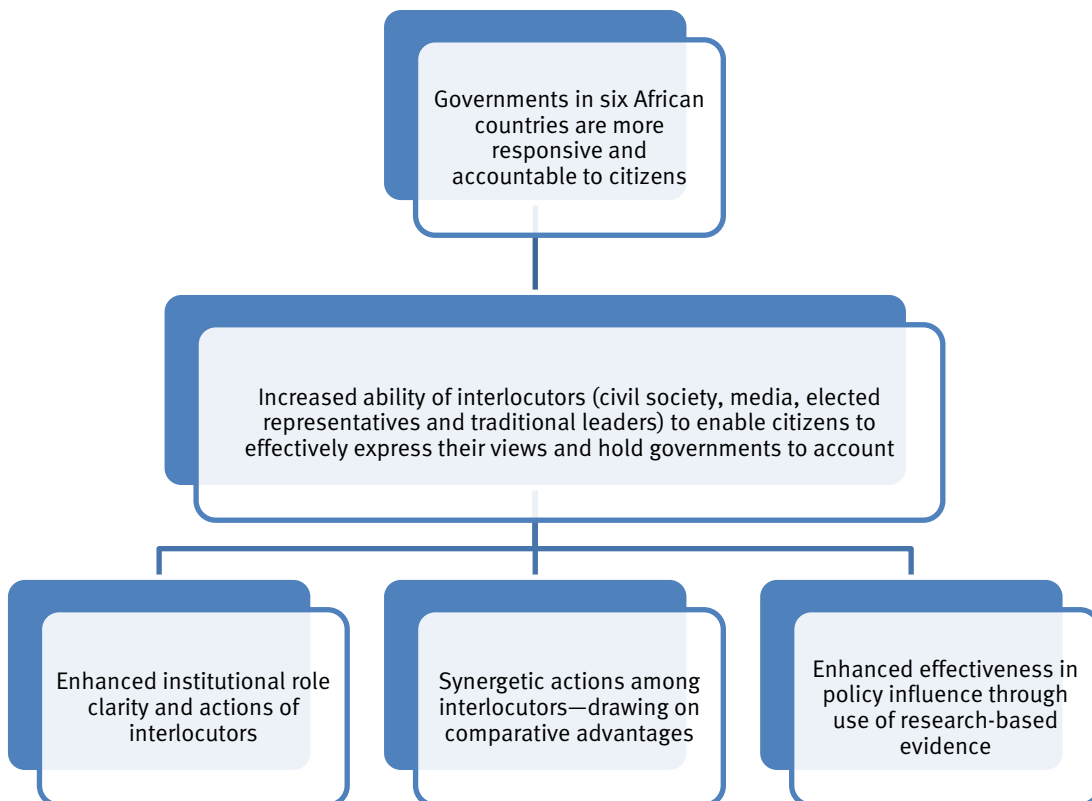 Governments in six African
countries are more
responsive and
accountable to citizens
Increased ability of interlocutors (civil society, media, elected
representatives and traditional leaders) to enable citizens to
effectively express their views and hold governments to account
Enhanced institutional role
clarity and actions of
interlocutors
Synergetic actions among
interlocutors—drawing on
comparative advantages
Enhanced effectiveness in
policy influence through
use of research-based
evidence